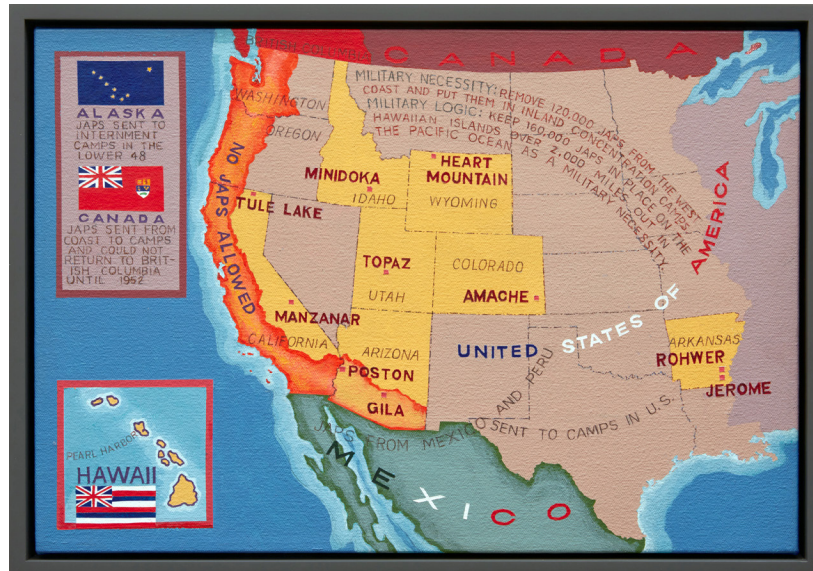 CANADA
MILITARY NECESSITY: REMOVE 120,000 JAPS FROM THE WEST
COAST AND PUT THEM IN INLAND CONCENTRATION CAMPS.
MILITARY LOGIC: KEEP 160,000 JAPS IN PLACE ON THE
HAWAIIAN ISLANDS OVER 2,000 MILES OUT IN
THE PACIFIC OCEAN AS A MILITARY NECESSITY.
ALASKA
JAPS SENT TO
INTERNMENT
CAMPS IN THE
LOWER 48
CANADA
JAPS SENT FROM
COAST TO CAMPS
AND COULD NOT
RETURN TO BRIT-
ISH COLUMBIA
UNTIL 1952
WASHINGTON
OREGON
NO JAPS ALLOWED
MINIDOKA
IDAHO
HEART
MOUNTAIN
WYOMING
TULE LAKE
TOPAZ
UTAH
COLORADO
AMACHE
MANZANAR
CALIFORNIA
ARIZONA
POSTON
GILA
UNITED STATES OF AMERICA
ARKANSAS
ROHWER
JEROME
JAPS FROM MEXICO AND PERU
SENT TO CAMPS IN U.S.
MEXICO
PEARL HARBOR
HAWAII